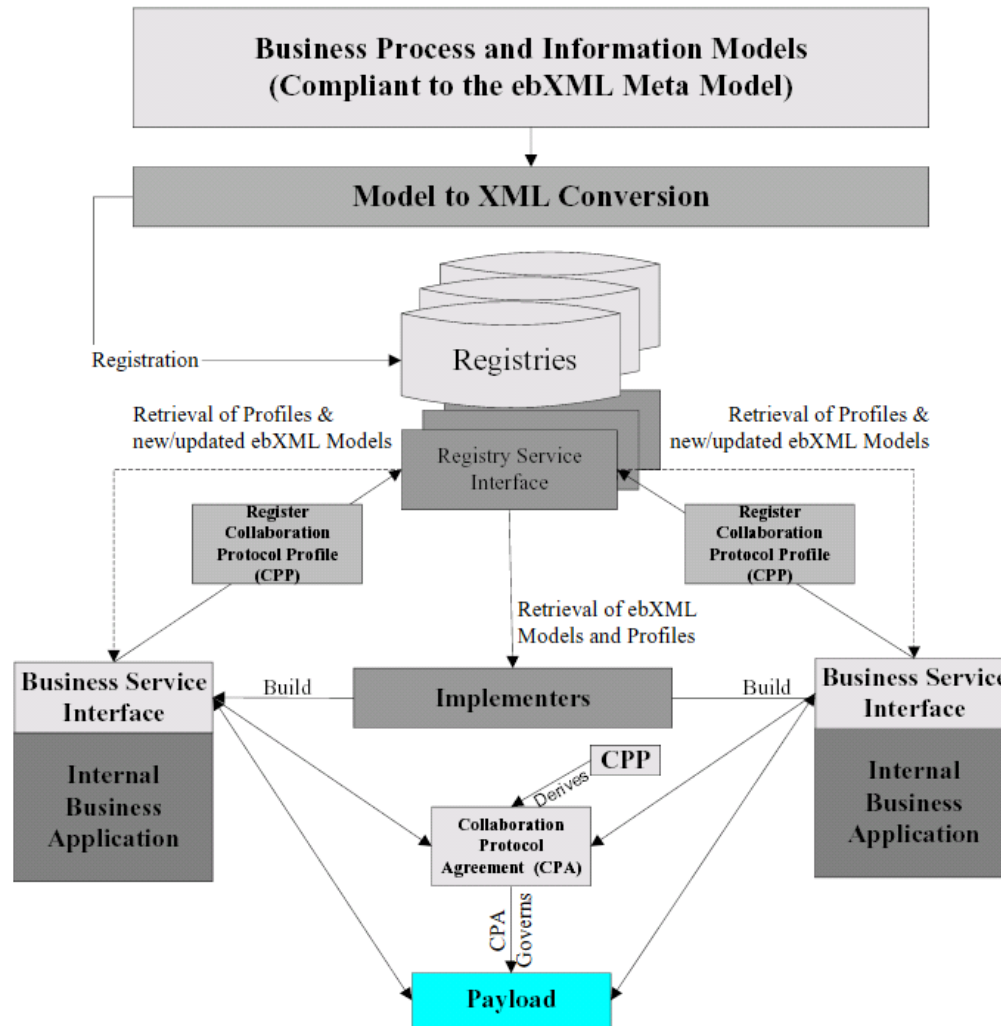 Business Process and Information Models
(Compliant to the ebXML Meta Model)
Model to XML Conversion
Registries
Registration
Retrieval of Profiles &
new/updated ebXML Models
Retrieval of Profiles &
new/updated ebXML Models
Registry Service
Interface
Register
Collaboration
Protocol Profile
(CPP)
Register
Collaboration
Protocol Profile
(CPP)
Retrieval of ebXML
Models and Profiles
Business Service
Interface
Build
Implementers
Build
Business Service
Interface
Internal
Business
Application
CPP
Derives
Internal
Business
Application
Collaboration
Protocol
Agreement (CPA)
CPA
Governs
Payload